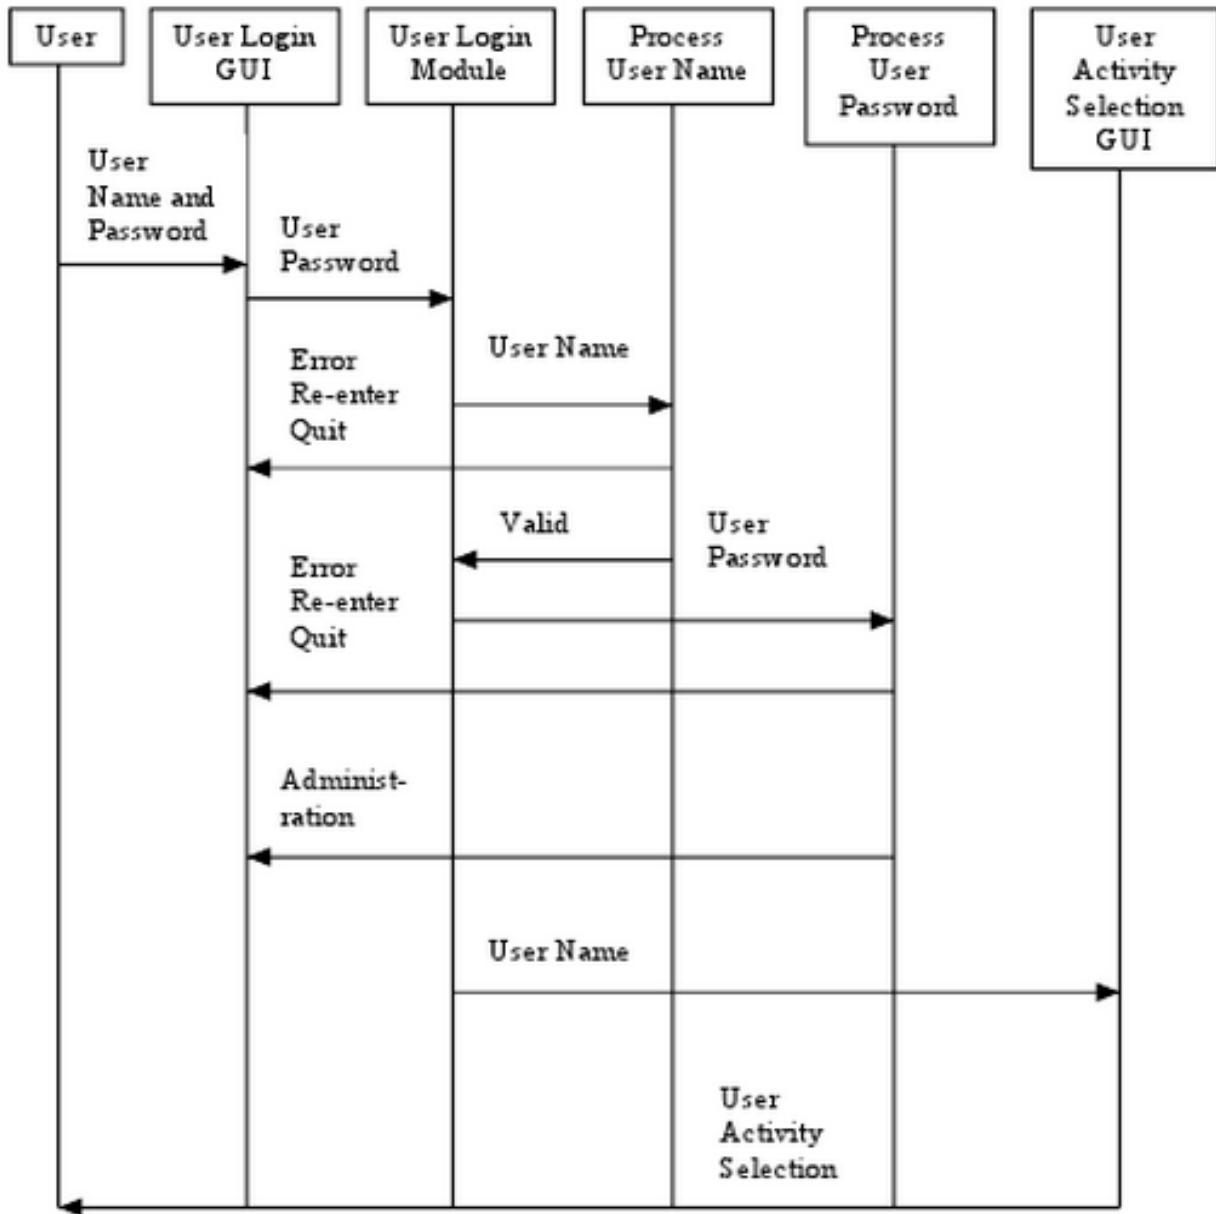 User
User Login
GUI
User Login
Module
Process
User Name
Process
User
Password
User
Activity
Selection
GUI
User
Name and
Password
User
Password
User Name
Error
Re-enter
Quit
Valid
User
Password
Error
Re-enter
Quit
Administ-
ration
User Name
User
Activity
Selection